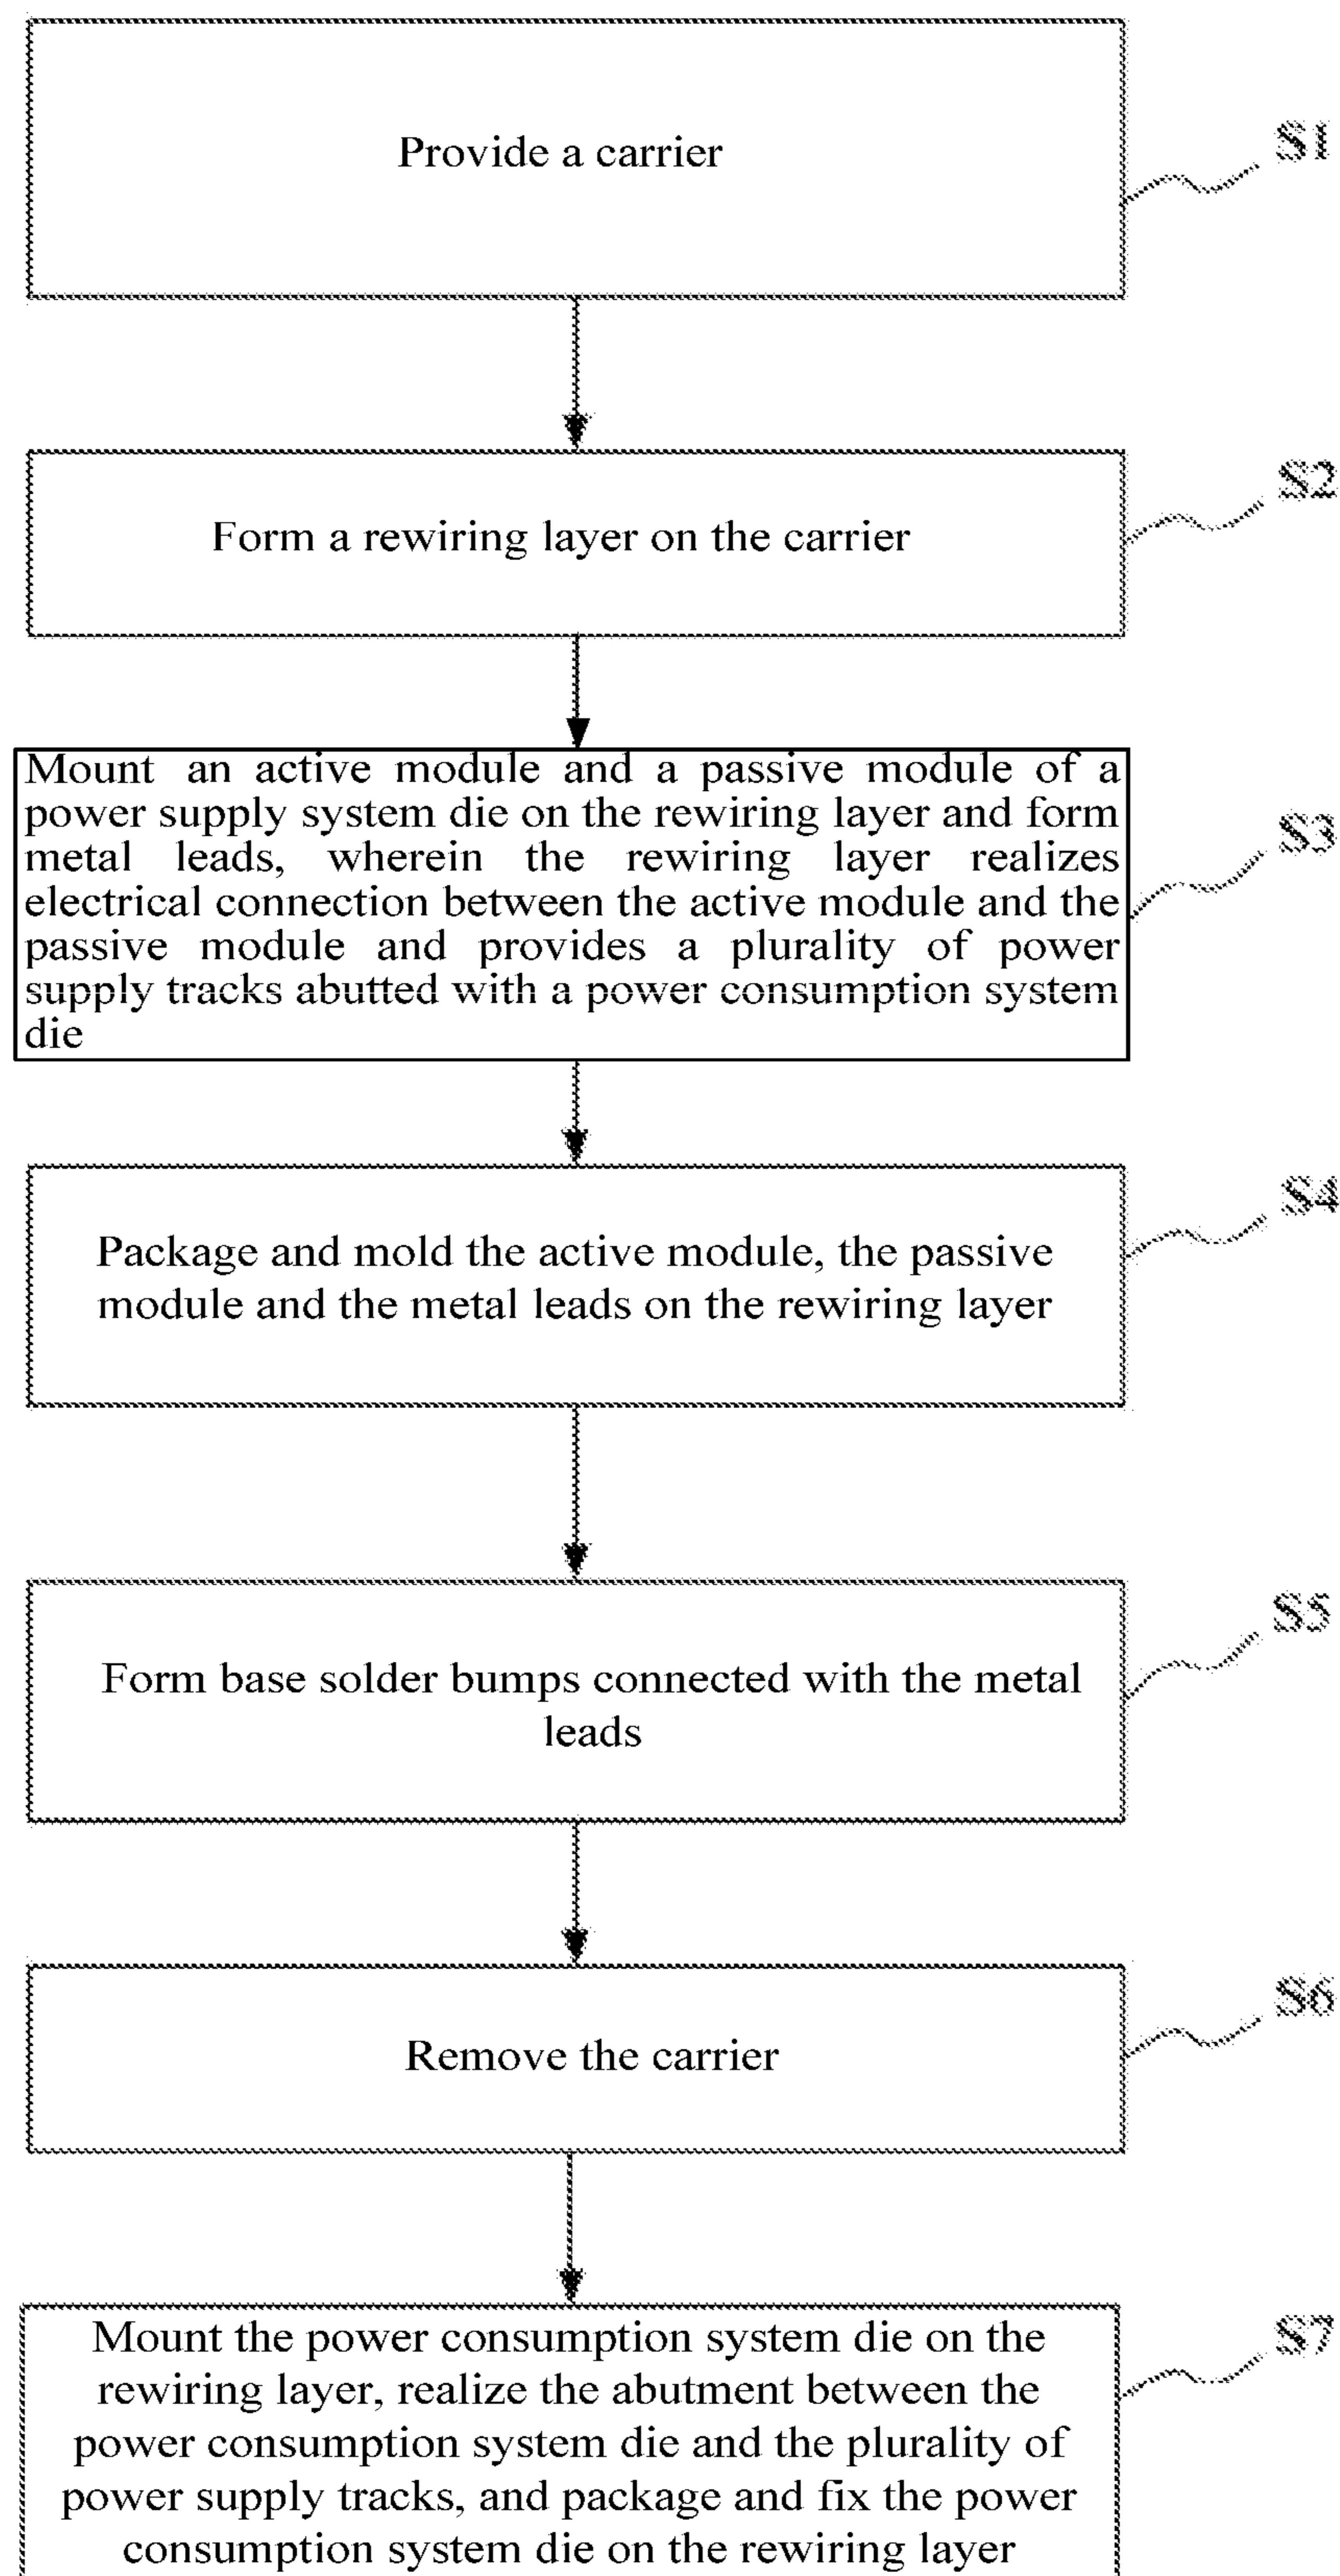 Provide a carrier
S1
Form a rewiring layer on the carrier
S2
Mount an active module and a passive module of a
power supply system die on the rewiring layer and form
metal leads, wherein the rewiring layer realizes
electrical connection between the active module and the
passive module and provides a plurality of power
supply tracks abutted with a power consumption system
die
S3
Package and mold the active module, the passive
module and the metal leads on the rewiring layer
S4
Form base solder bumps connected with the metal
leads
S5
Remove the carrier
S6
Mount the power consumption system die on the
rewiring layer, realize the abutment between the
power consumption system die and the plurality of
power supply tracks, and package and fix the power
consumption system die on the rewiring layer
S7